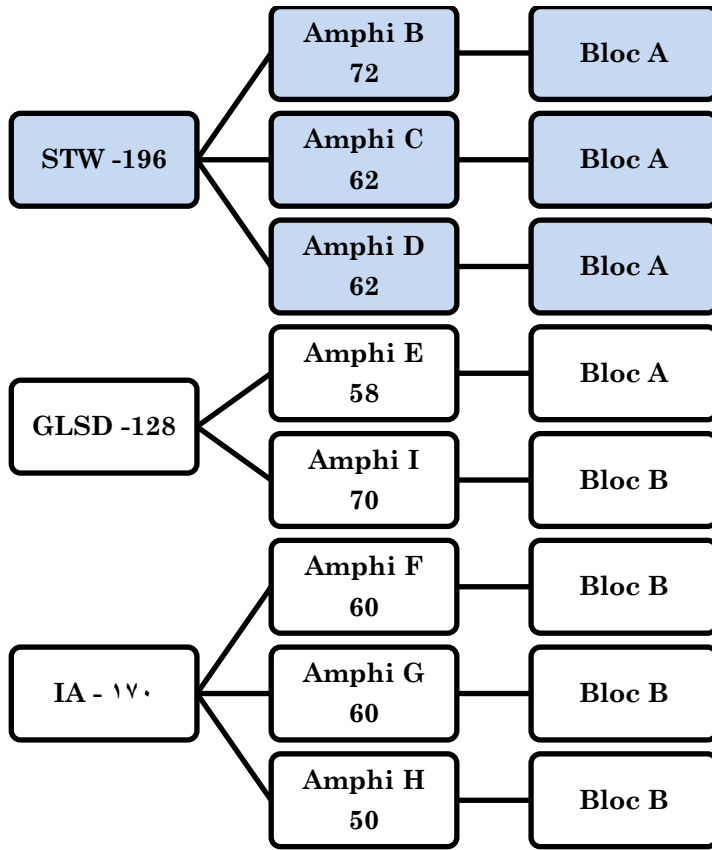 STW -196
Amphi B
72
Bloc A
Amphi C
62
Bloc A
Amphi D
62
Bloc A
GLSD -128
Amphi E
58
Bloc A
Amphi I
70
Bloc B
IA - ١٧٠
Amphi F
60
Bloc B
Amphi G
60
Bloc B
Amphi H
50
Bloc B